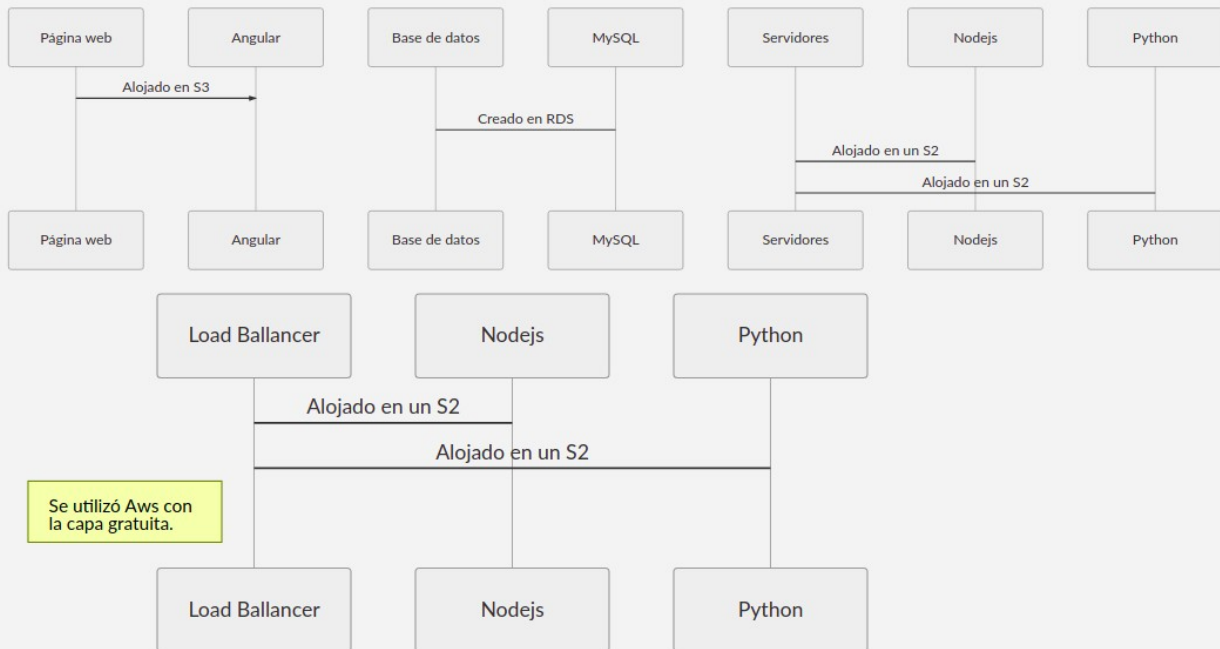 Página web
Angular
Base de datos
MySQL
Servidores
Nodejs
Python
Alojado en S3
Creado en RDS
Alojado en un S2
Alojado en un S2
Página web
Angular
Base de datos
MySQL
Servidores
Nodejs
Python
Load Ballancer
Nodejs
Python
Alojado en un S2
Alojado en un S2
Se utilizó Aws con
la capa gratuita.
Load Ballancer
Nodejs
Python